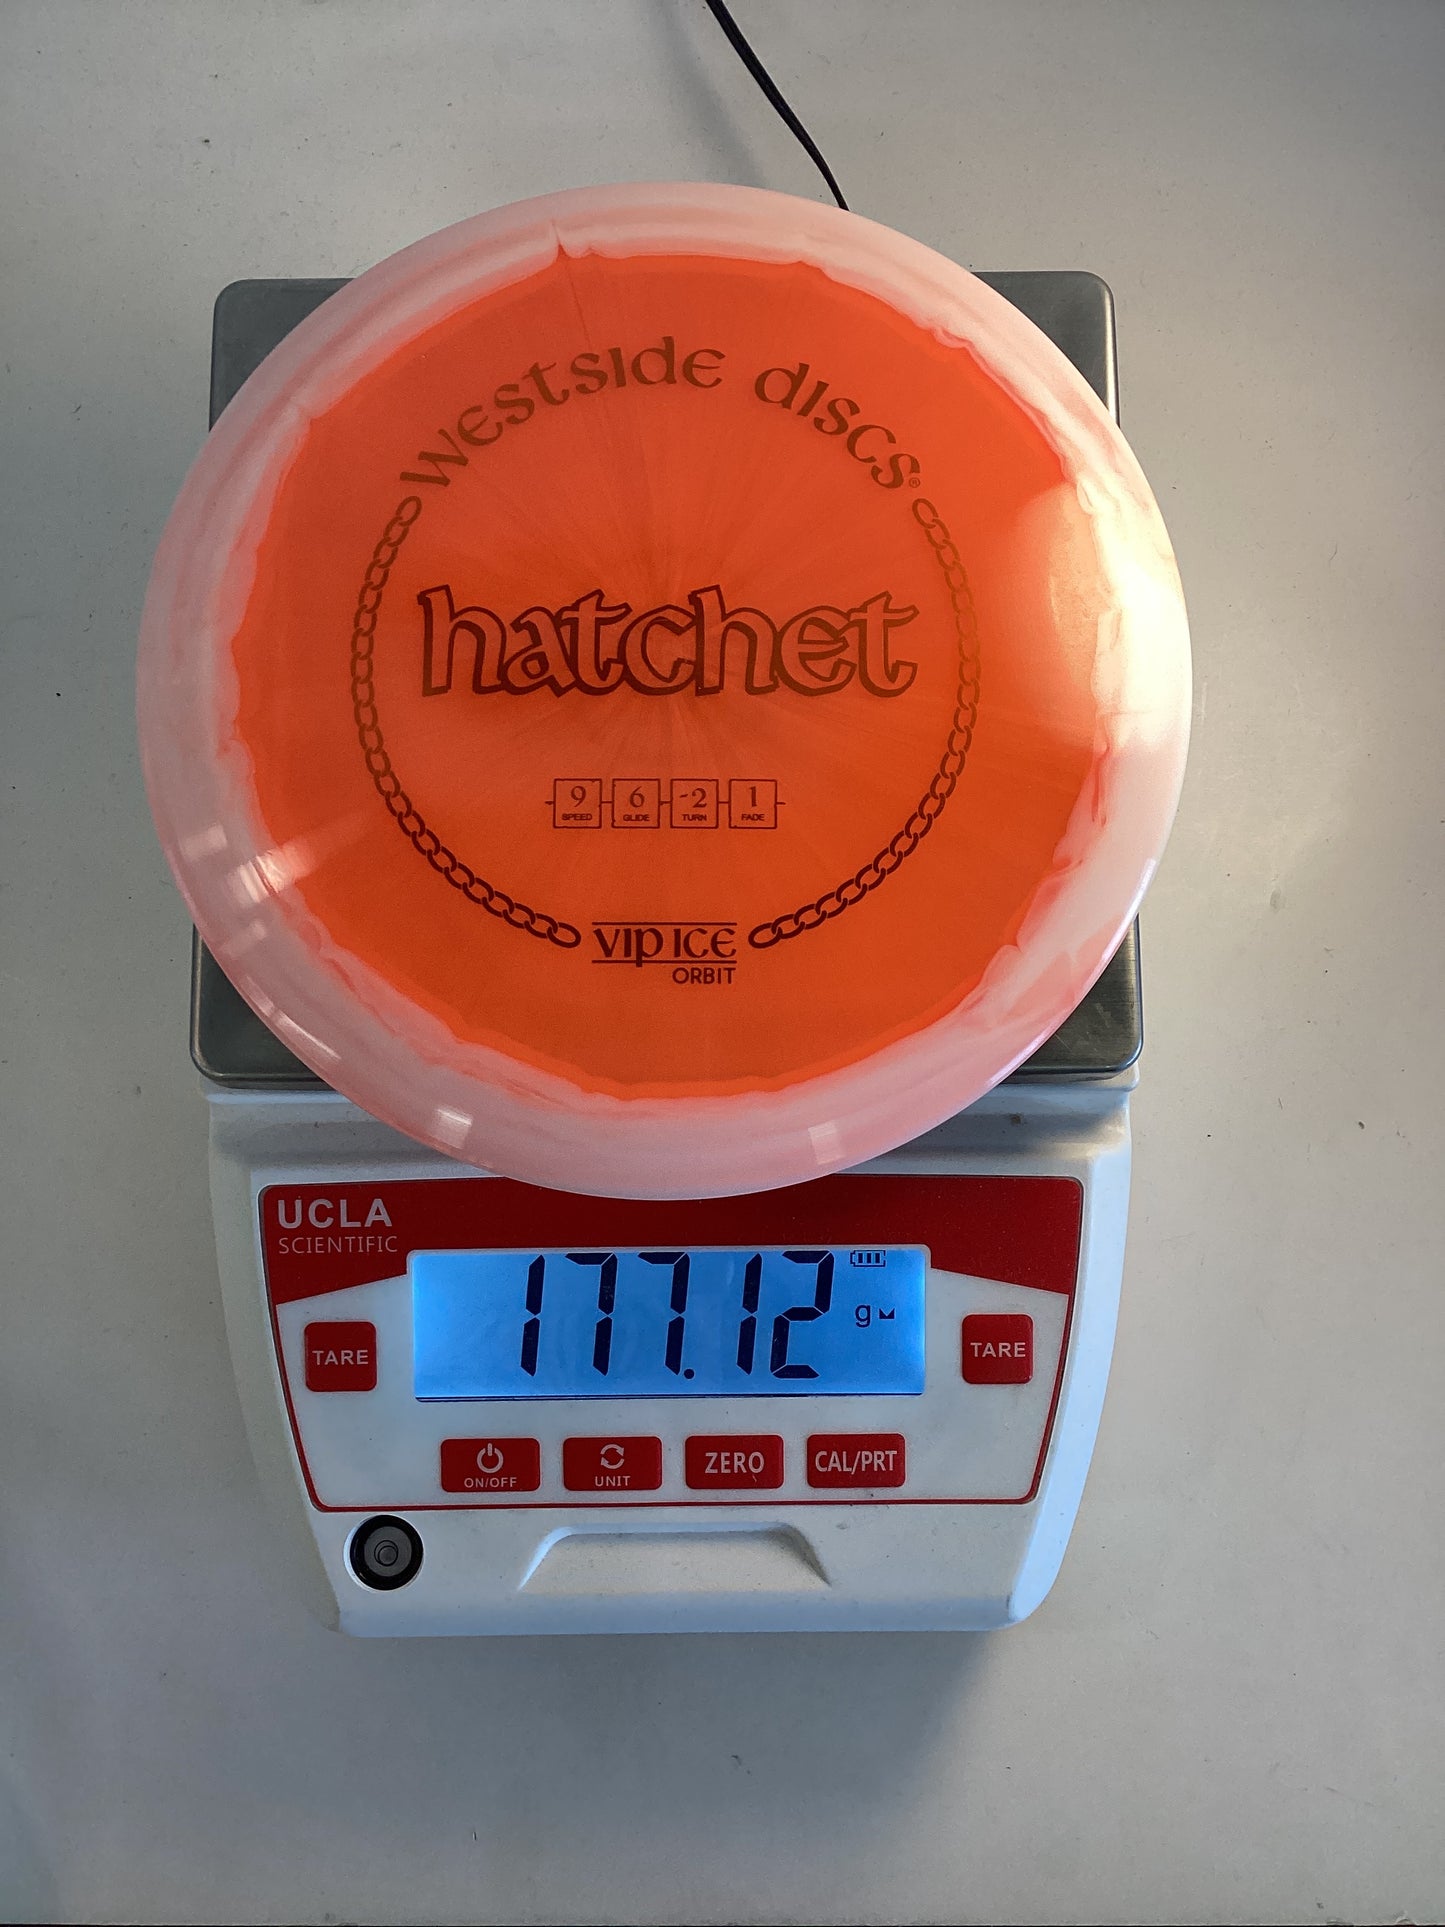 westside discs®
hatchet
9 6 -2 1
SPEED GLIDE TURN FADE
VIP ICE
ORBIT
UCLA
SCIENTIFIC
177.12 g
TARE TARE
ON/OFF UNIT ZERO CAL/PRT